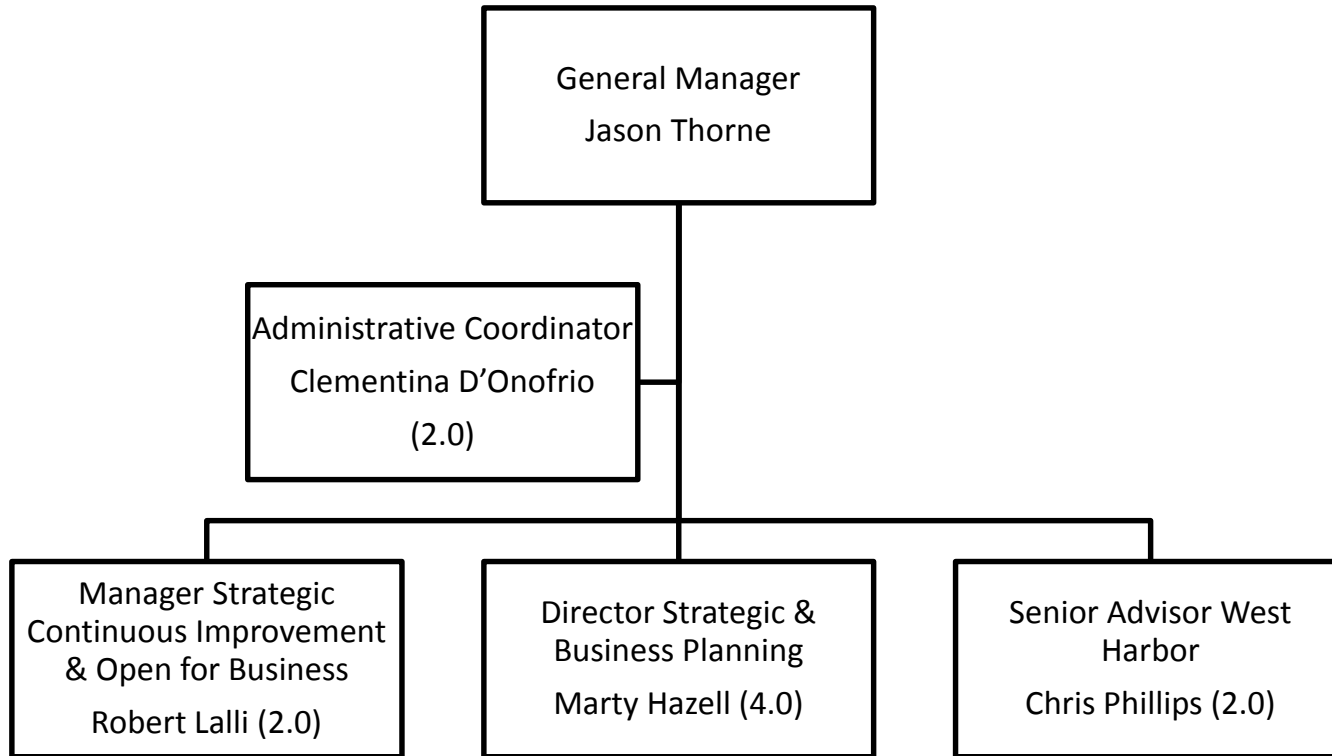 General Manager
Jason Thorne
Administrative Coordinator
Clementina D’Onofrio
(2.0)
Manager Strategic
Continuous Improvement
& Open for Business
Robert Lalli (2.0)
Director Strategic &
Business Planning
Marty Hazell (4.0)
Senior Advisor West
Harbor
Chris Phillips (2.0)